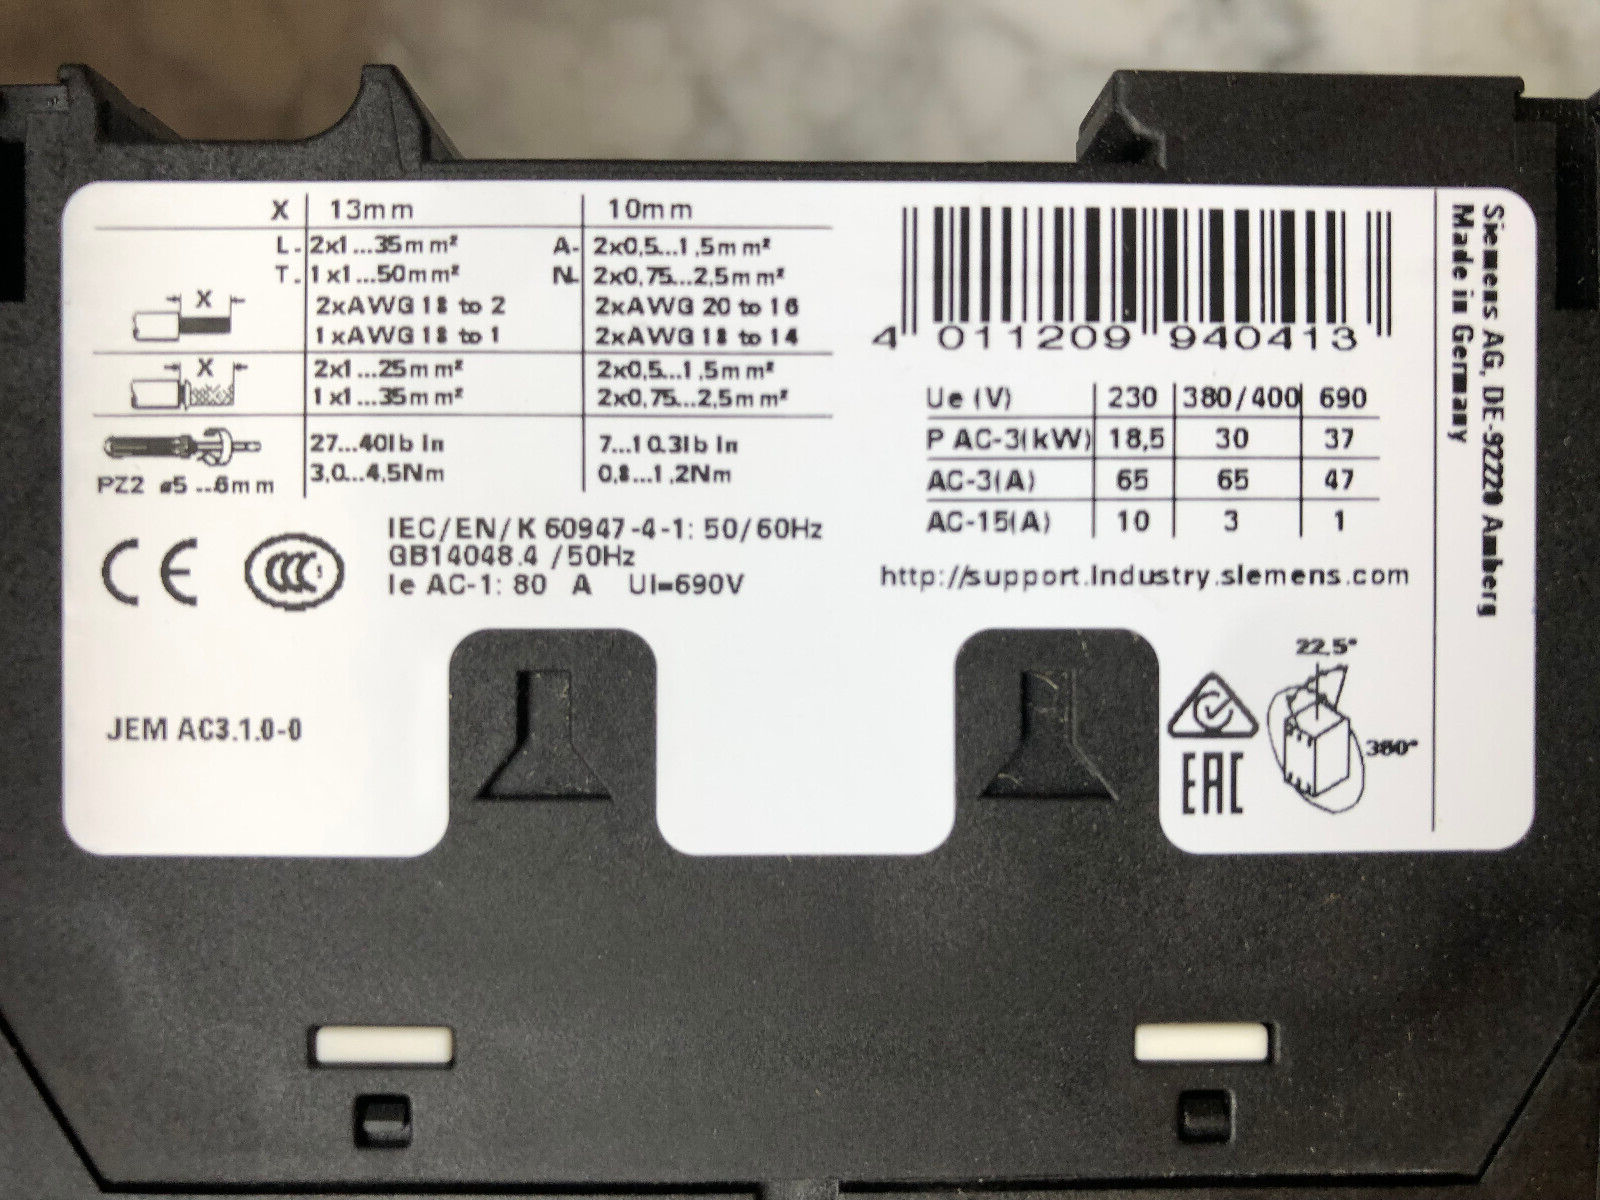 X 13mm 10mm
L- 2x1...35mm² A- 2x0,5...1,5mm²
T- 1x1...50mm² N- 2x0,75...2,5mm²
X
2xAWG 18 to 2 2xAWG 20 to 16
1xAWG 18 to 1 2xAWG 18 to 14
X 2x1...25mm² 2x0,5...1,5mm²
1x1...35mm² 2x0,75...2,5mm²
27...40lb in 7...10.3lb in
3,0...4,5Nm 0,8...1,2Nm
PZ2 ø5...6mm
CE CCC
IEC/EN/K 60947-4-1: 50/60Hz
GB14048.4 /50Hz
Ie AC-1: 80 A Ui=690V
JEM AC3.1.0-0
4 011209 940413
Ue (V) 230 380/400 690
P AC-3(kW) 18,5 30 37
AC-3(A) 65 65 47
AC-15(A) 10 3 1
http://support.industry.siemens.com
22.5°
360°
EAC
Siemens AG, DE-92220 Amberg
Made in Germany